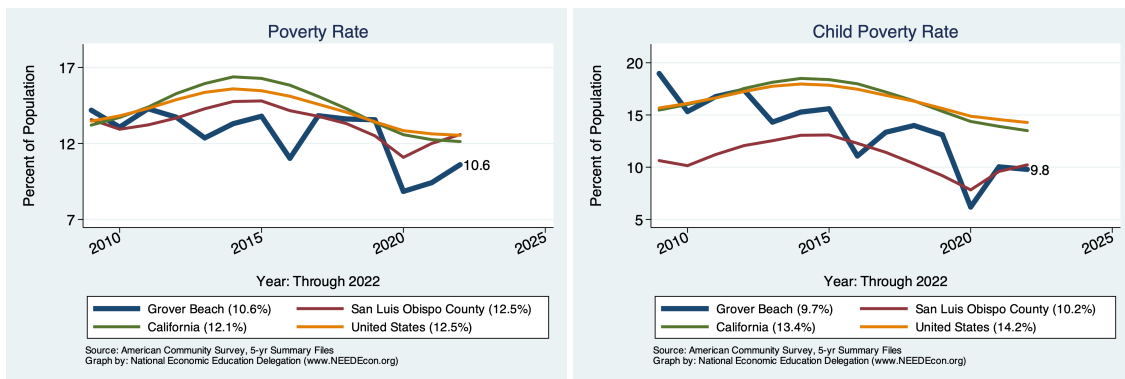 Poverty Rate
Percent of Population
17
12
7
10.6
2010
2015
2020
2025
Year: Through 2022
Grover Beach (10.6%)
San Luis Obispo County (12.5%)
California (12.1%)
United States (12.5%)
Source: American Community Survey, 5-yr Summary Files
Graph by: National Economic Education Delegation (www.NEEDEcon.org)
Child Poverty Rate
Percent of Population
20
15
10
5
9.8
2010
2015
2020
2025
Year: Through 2022
Grover Beach (9.7%)
San Luis Obispo County (10.2%)
California (13.4%)
United States (14.2%)
Source: American Community Survey, 5-yr Summary Files
Graph by: National Economic Education Delegation (www.NEEDEcon.org)